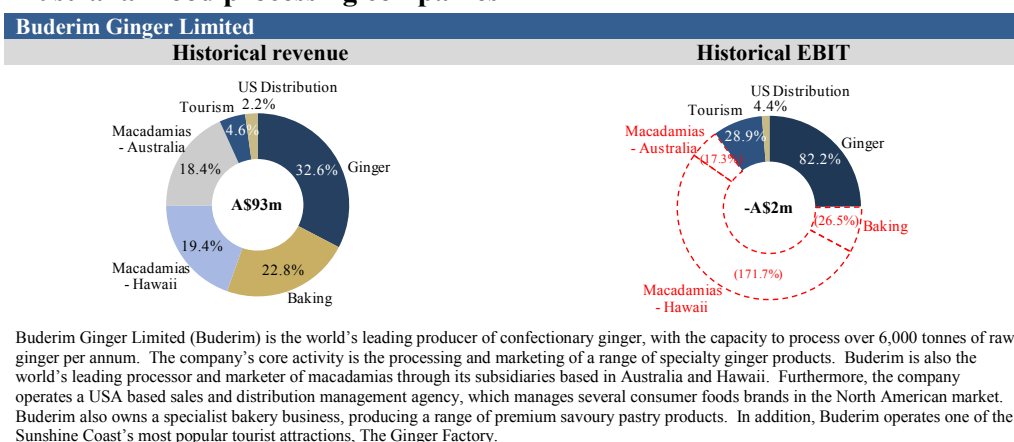 Buderim Ginger Limited
Historical revenue
Historical EBIT
US Distribution
2.2%
Tourism
4.6%
Macadamias
- Australia
18.4%
32.6%
Ginger
A$93m
19.4%
Macadamias
- Hawaii
22.8%
Baking
US Distribution
4.4%
Tourism
28.9%
Macadamias
- Australia
(17.3%)
82.2%
Ginger
-A$2m
(26.5%)
Baking
(171.7%)
Macadamias
- Hawaii
Buderim Ginger Limited (Buderim) is the world's leading producer of confectionary ginger, with the capacity to process over 6,000 tonnes of raw
ginger per annum. The company's core activity is the processing and marketing of a range of specialty ginger products. Buderim is also the
world's leading processor and marketer of macadamias through its subsidiaries based in Australia and Hawaii. Furthermore, the company
operates a USA based sales and distribution management agency, which manages several consumer foods brands in the North American market.
Buderim also owns a specialist bakery business, producing a range of premium savoury pastry products. In addition, Buderim operates one of the
Sunshine Coast's most popular tourist attractions, The Ginger Factory.